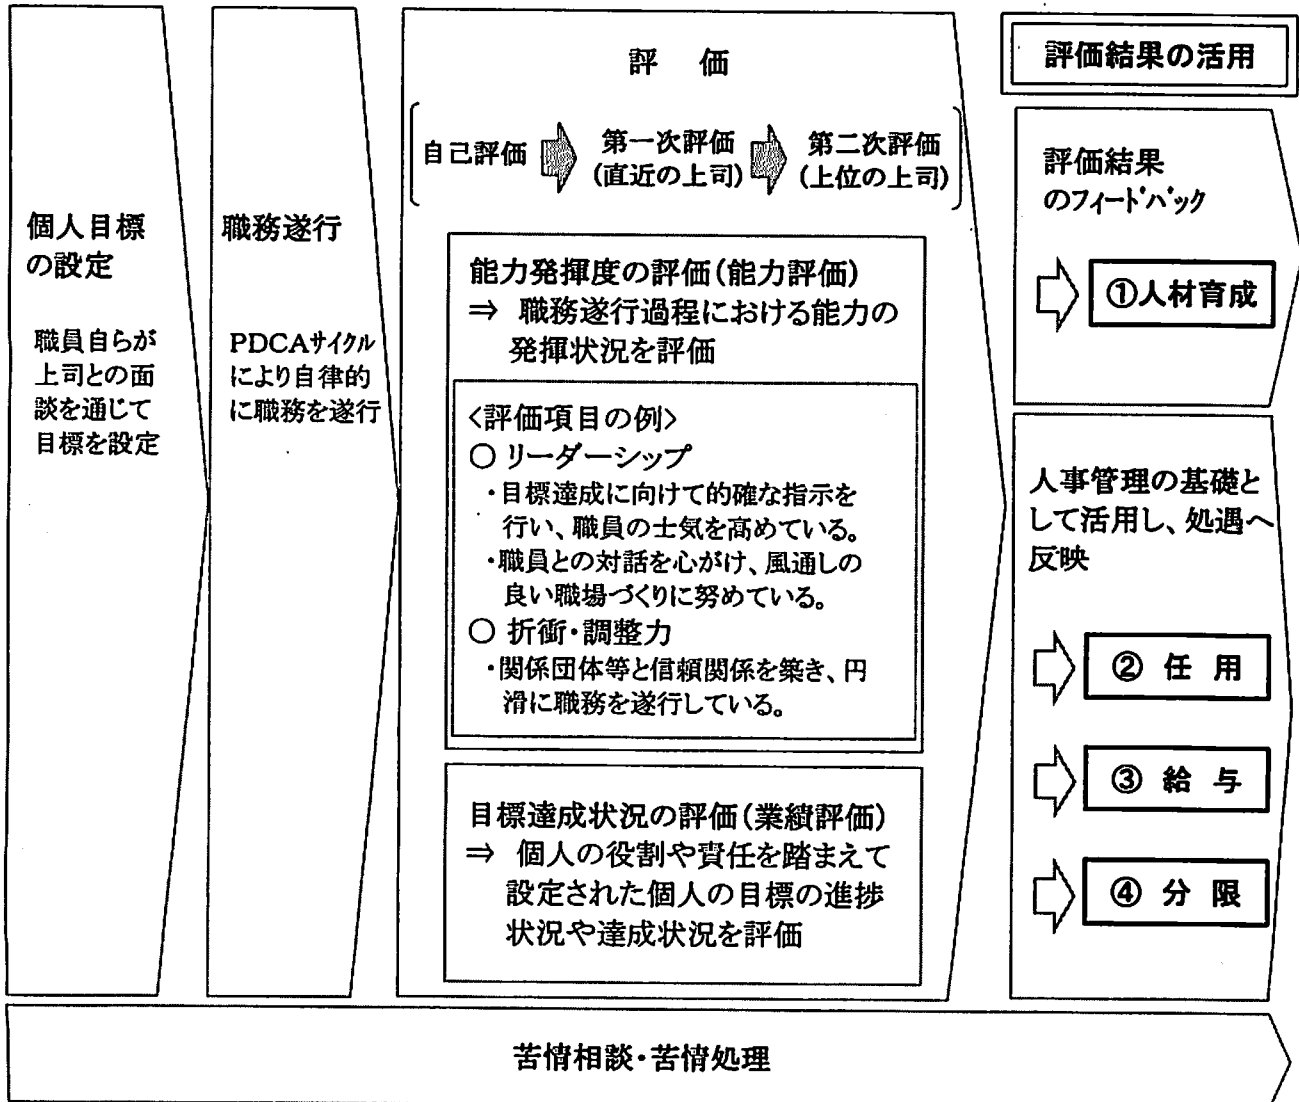 個人目標
の設定
職員自らが
上司との面
談を通じて
目標を設定
職務遂行
PDCAサイクル
により自律的
に職務を遂行
評 価
自己評価
第一次評価
(直近の上司)
第二次評価
(上位の上司)
能力発揮度の評価(能力評価)
⇒ 職務遂行過程における能力の
発揮状況を評価
<評価項目の例>
○ リーダーシップ
・目標達成に向けて的確な指示を
行い、職員の士気を高めている。
・職員との対話を心がけ、風通しの
良い職場づくりに努めている。
○ 折衝・調整力
・関係団体等と信頼関係を築き、円
滑に職務を遂行している。
目標達成状況の評価(業績評価)
⇒ 個人の役割や責任を踏まえて
設定された個人の目標の進捗
状況や達成状況を評価
評価結果の活用
評価結果
のフィードバック
①人材育成
人事管理の基礎と
して活用し、処遇へ
反映
② 任 用
③ 給 与
④ 分 限
苦情相談・苦情処理